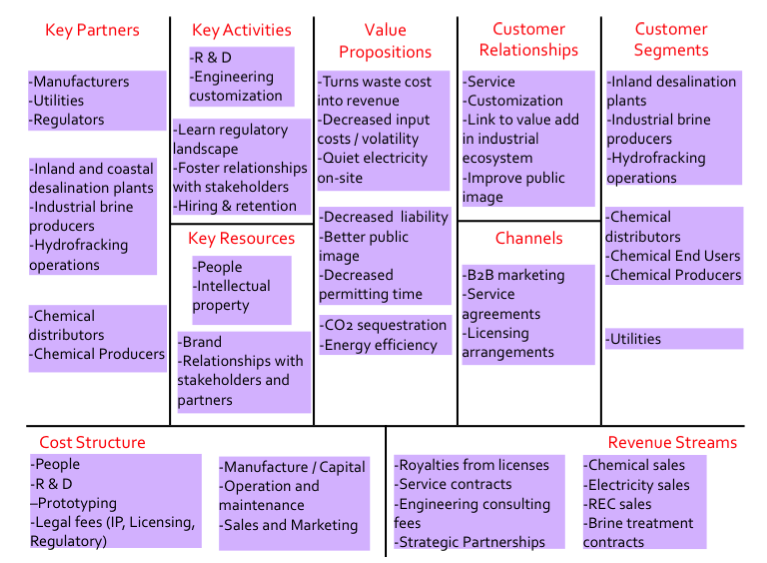 Key Partners
-Manufacturers
-Utilities
-Regulators
-Inland and coastal
desalination plants
-Industrial brine
producers
-Hydrofracking
operations
-Chemical
distributors
-Chemical Producers
Key Activities
-R & D
-Engineering
customization
-Learn regulatory
landscape
-Foster relationships
with stakeholders
-Hiring & retention
Key Resources
-People
-Intellectual
property
-Brand
-Relationships with
stakeholders and
partners
Value
Propositions
-Turns waste cost
into revenue
-Decreased input
costs / volatility
-Quiet electricity
on-site
-Decreased liability
-Better public
image
-Decreased
permitting time
-CO2 sequestration
-Energy efficiency
Customer
Relationships
-Service
-Customization
-Link to value add
in industrial
ecosystem
-Improve public
image
Channels
-B2B marketing
-Service
agreements
-Licensing
arrangements
Customer
Segments
-Inland desalination
plants
-Industrial brine
producers
-Hydrofracking
operations
-Chemical
distributors
-Chemical End Users
-Chemical Producers
-Utilities
Cost Structure
-People
-R & D
–Prototyping
-Legal fees (IP, Licensing,
Regulatory)
-Manufacture / Capital
-Operation and
maintenance
-Sales and Marketing
Revenue Streams
-Royalties from licenses
-Service contracts
-Engineering consulting
fees
-Strategic Partnerships
-Chemical sales
-Electricity sales
-REC sales
-Brine treatment
contracts